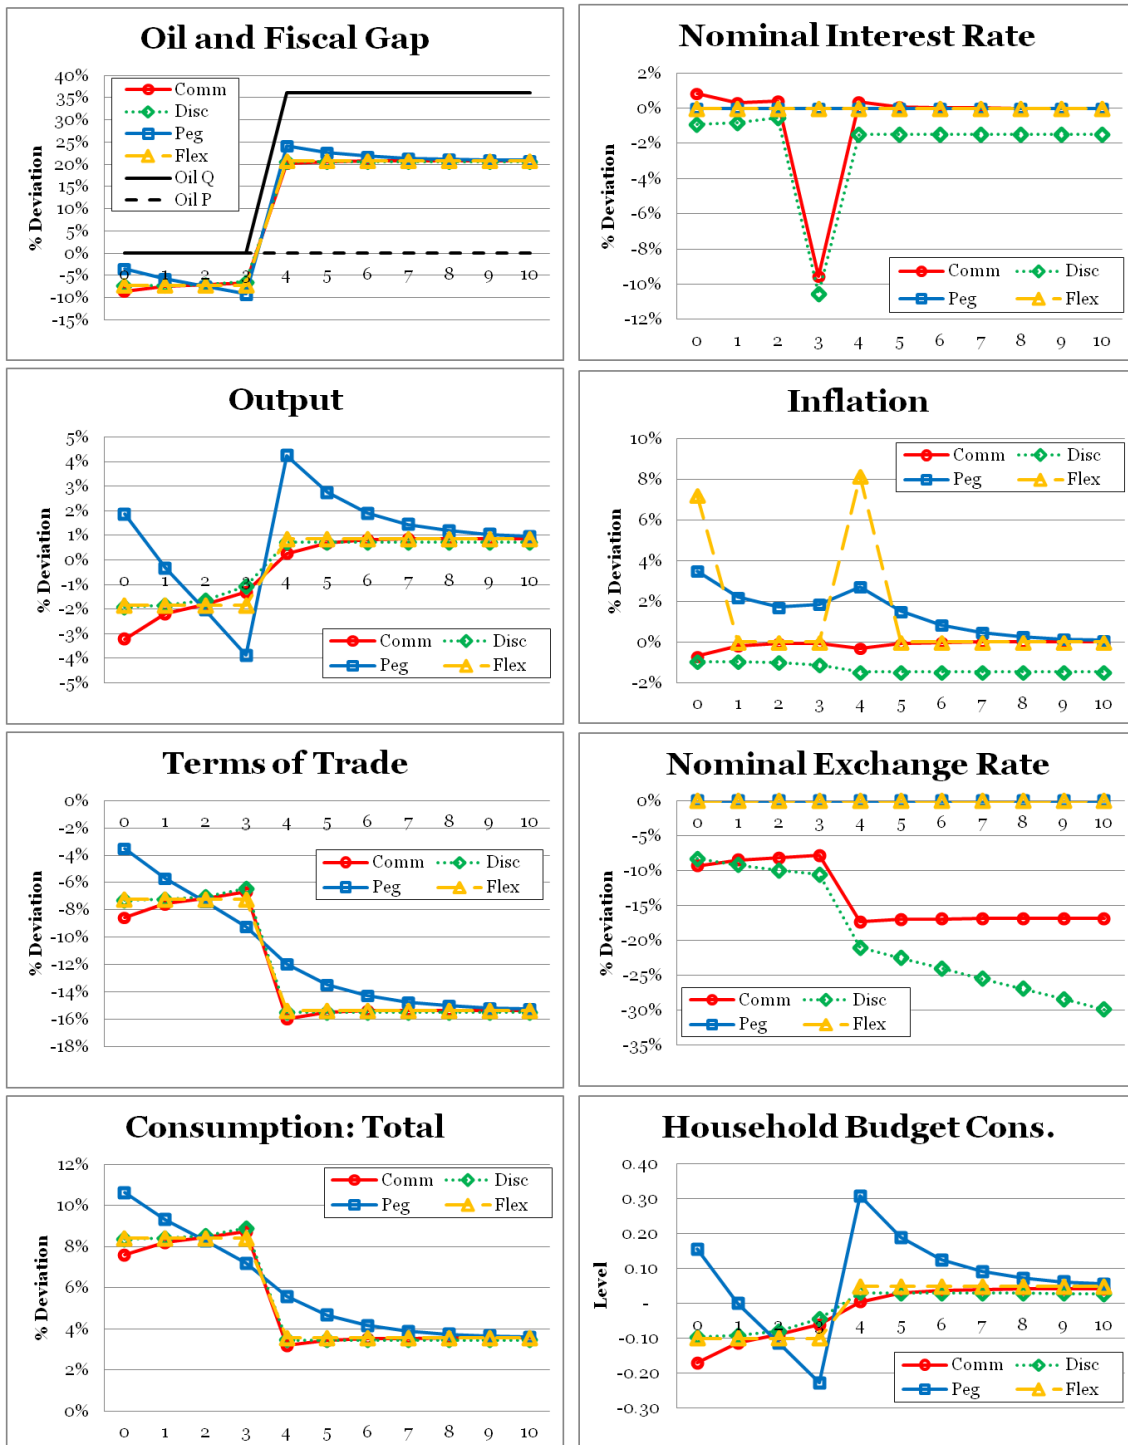 Oil and Fiscal Gap
% Deviation
40%
35%
30%
25%
20%
15%
10%
5%
0%
-5%
-10%
-15%
Comm
Disc
Peg
Flex
Oil Q
Oil P
0 1 2 3 4 5 6 7 8 9 10
Nominal Interest Rate
% Deviation
2%
0%
-2%
-4%
-6%
-8%
-10%
-12%
Comm Disc
Peg Flex
0 1 2 3 4 5 6 7 8 9 10
Output
% Deviation
5%
4%
3%
2%
1%
0%
-1%
-2%
-3%
-4%
-5%
0 1 2 3 4 5 6 7 8 9 10
Comm Disc
Peg Flex
Inflation
% Deviation
10%
8%
6%
4%
2%
0%
-2%
Comm Disc
Peg Flex
0 1 2 3 4 5 6 7 8 9 10
Terms of Trade
% Deviation
0%
-2%
-4%
-6%
-8%
-10%
-12%
-14%
-16%
-18%
0 1 2 3 4 5 6 7 8 9 10
Comm Disc
Peg Flex
Nominal Exchange Rate
% Deviation
0%
-5%
-10%
-15%
-20%
-25%
-30%
-35%
0 1 2 3 4 5 6 7 8 9 10
Comm Disc
Peg Flex
Consumption: Total
% Deviation
12%
10%
8%
6%
4%
2%
0%
Comm Disc
Peg Flex
0 1 2 3 4 5 6 7 8 9 10
Household Budget Cons.
Level
0.40
0.30
0.20
0.10
-
-0.10
-0.20
-0.30
0 1 2 3 4 5 6 7 8 9 10
Comm Disc
Peg Flex